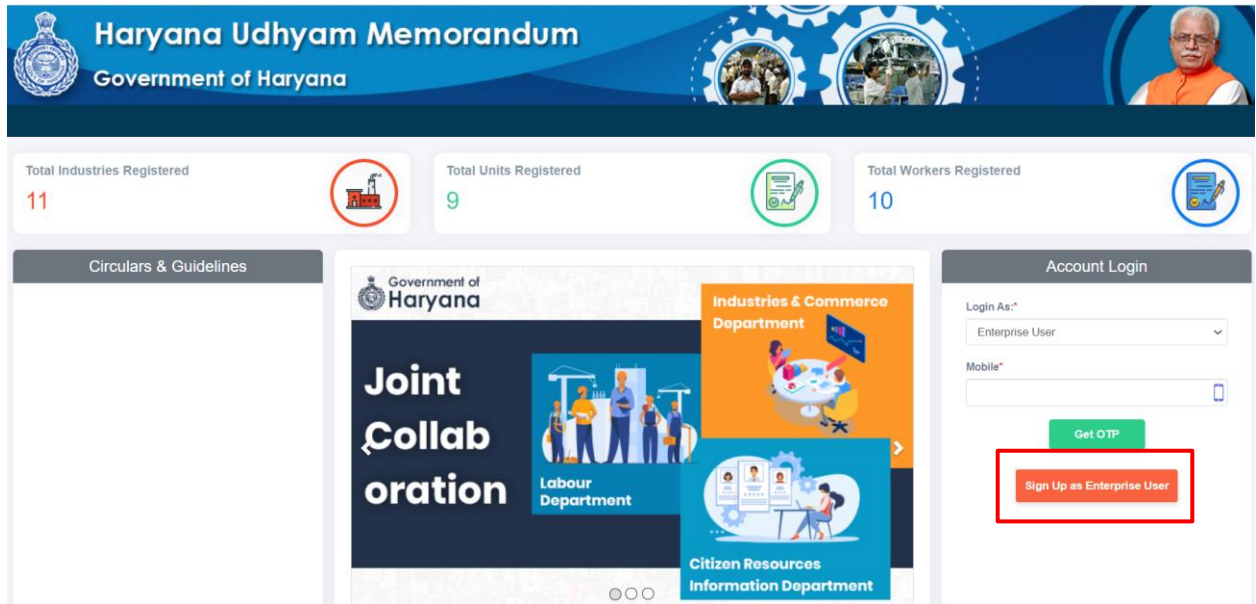 Haryana Udhyam Memorandum
Government of Haryana
Total Industries Registered
11
Total Units Registered
9
Total Workers Registered
10
Circulars & Guidelines
Government of
Haryana
Joint
Collab
oration
Industries & Commerce
Department
Labour
Department
Citizen Resources
Information Department
Account Login
Login As:*
Enterprise User
Mobile*
Get OTP
Sign Up as Enterprise User